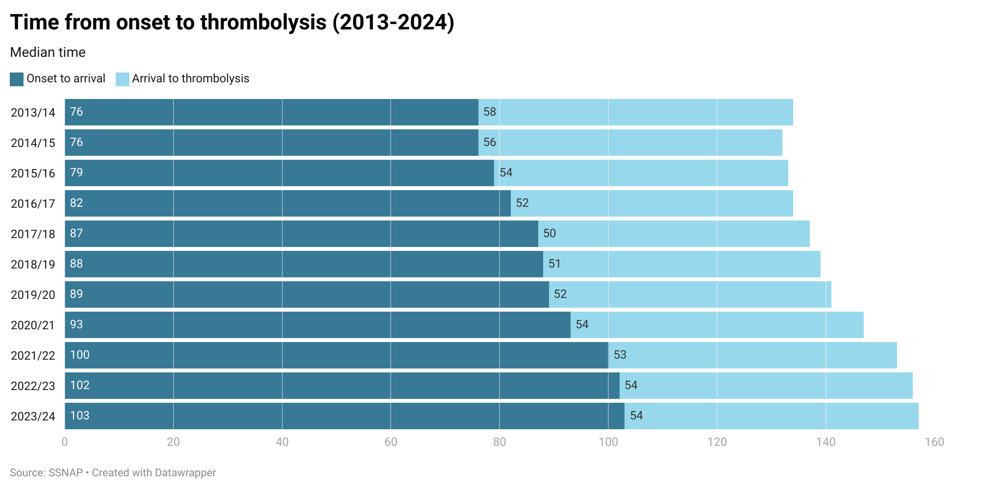 Time from onset to thrombolysis (2013-2024)
Median time
Onset to arrival Arrival to thrombolysis
2013/14 76 58
2014/15 76 56
2015/16 79 54
2016/17 82 52
2017/18 87 50
2018/19 88 51
2019/20 89 52
2020/21 93 54
2021/22 100 53
2022/23 102 54
2023/24 103 54
0 20 40 60 80 100 120 140 160
Source: SSNAP • Created with Datawrapper